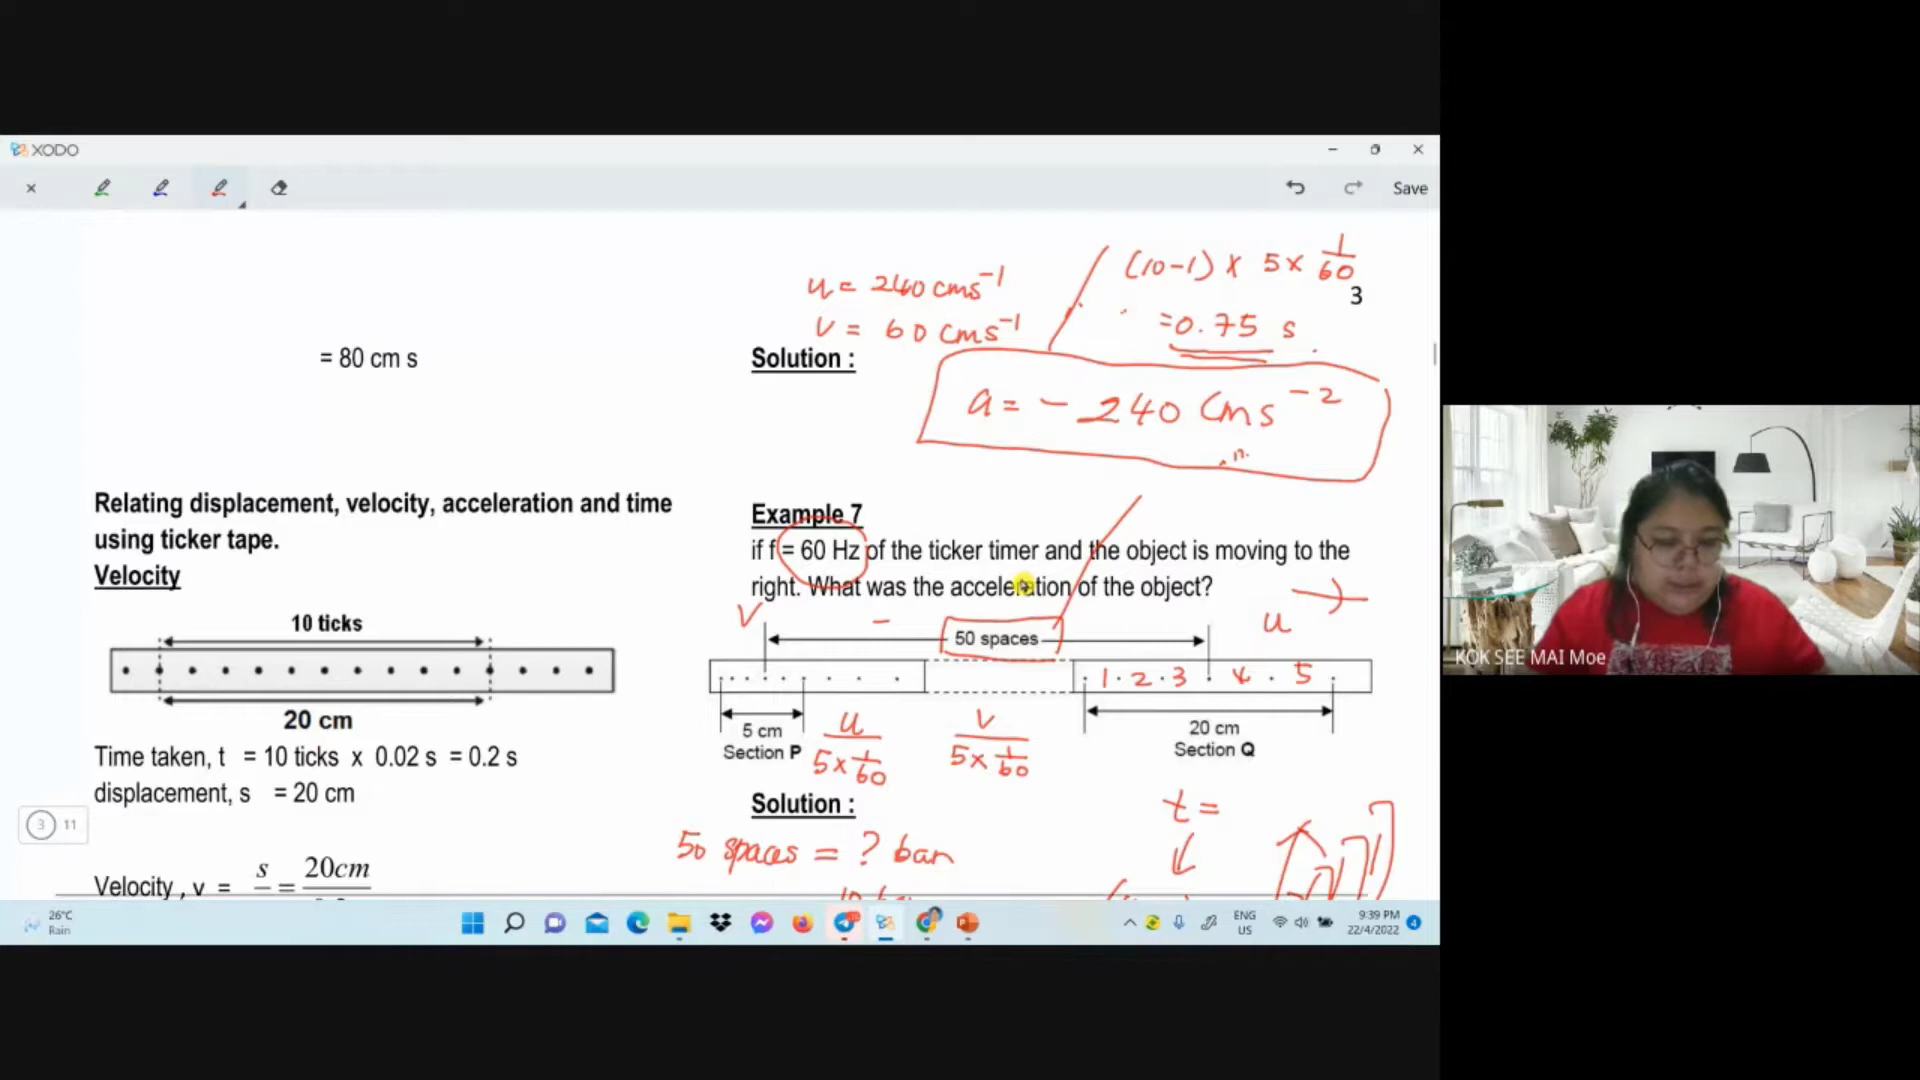 XODO
Save
= 80 cm s
u = 240 cms⁻¹
v = 60 cms⁻¹
(10-1) x 5 x 1/60
3
= 0.75 s
Solution :
a = - 240 cms⁻²
Relating displacement, velocity, acceleration and time
using ticker tape.
Velocity
10 ticks
20 cm
Time taken, t = 10 ticks x 0.02 s = 0.2 s
displacement, s = 20 cm
Velocity , v = s = 20cm
Example 7
if f = 60 Hz of the ticker timer and the object is moving to the
right. What was the acceleration of the object?
v
-
u
50 spaces
1 2 3 4 5
5 cm
Section P
u / 5 x 1/60
v / 5 x 1/60
20 cm
Section Q
Solution :
t =
50 spaces = ? bar
3 11
KOK SEE MAI Moe
26°C
Rain
ENG
US
9:39 PM
22/4/2022
4